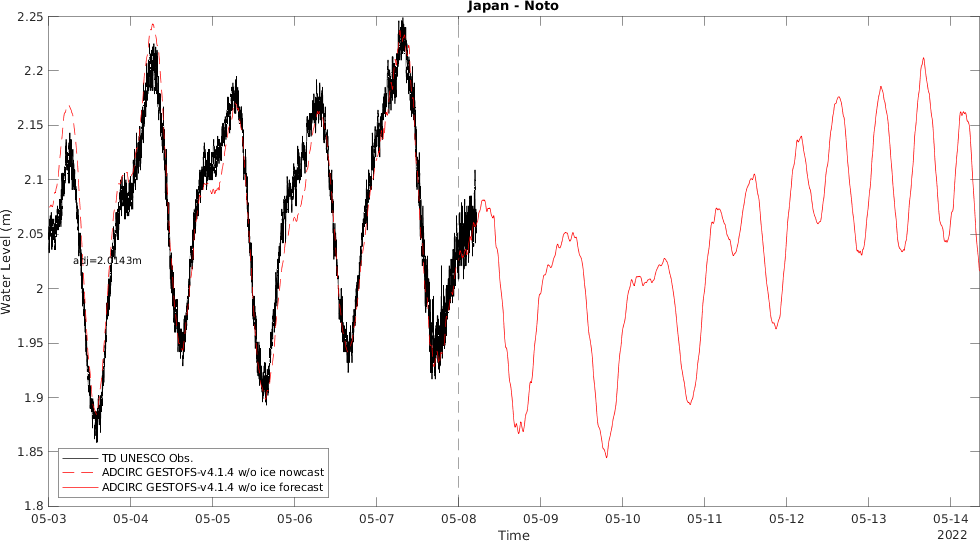 Japan - Noto
2.25
2.2
2.15
2.1
2.05
2
1.95
1.9
1.85
1.8
Water Level (m)
adj=2.0143m
TD UNESCO Obs.
ADCIRC GESTOFS-v4.1.4 w/o ice nowcast
ADCIRC GESTOFS-v4.1.4 w/o ice forecast
05-03 05-04 05-05 05-06 05-07 05-08 05-09 05-10 05-11 05-12 05-13 05-14
Time
2022